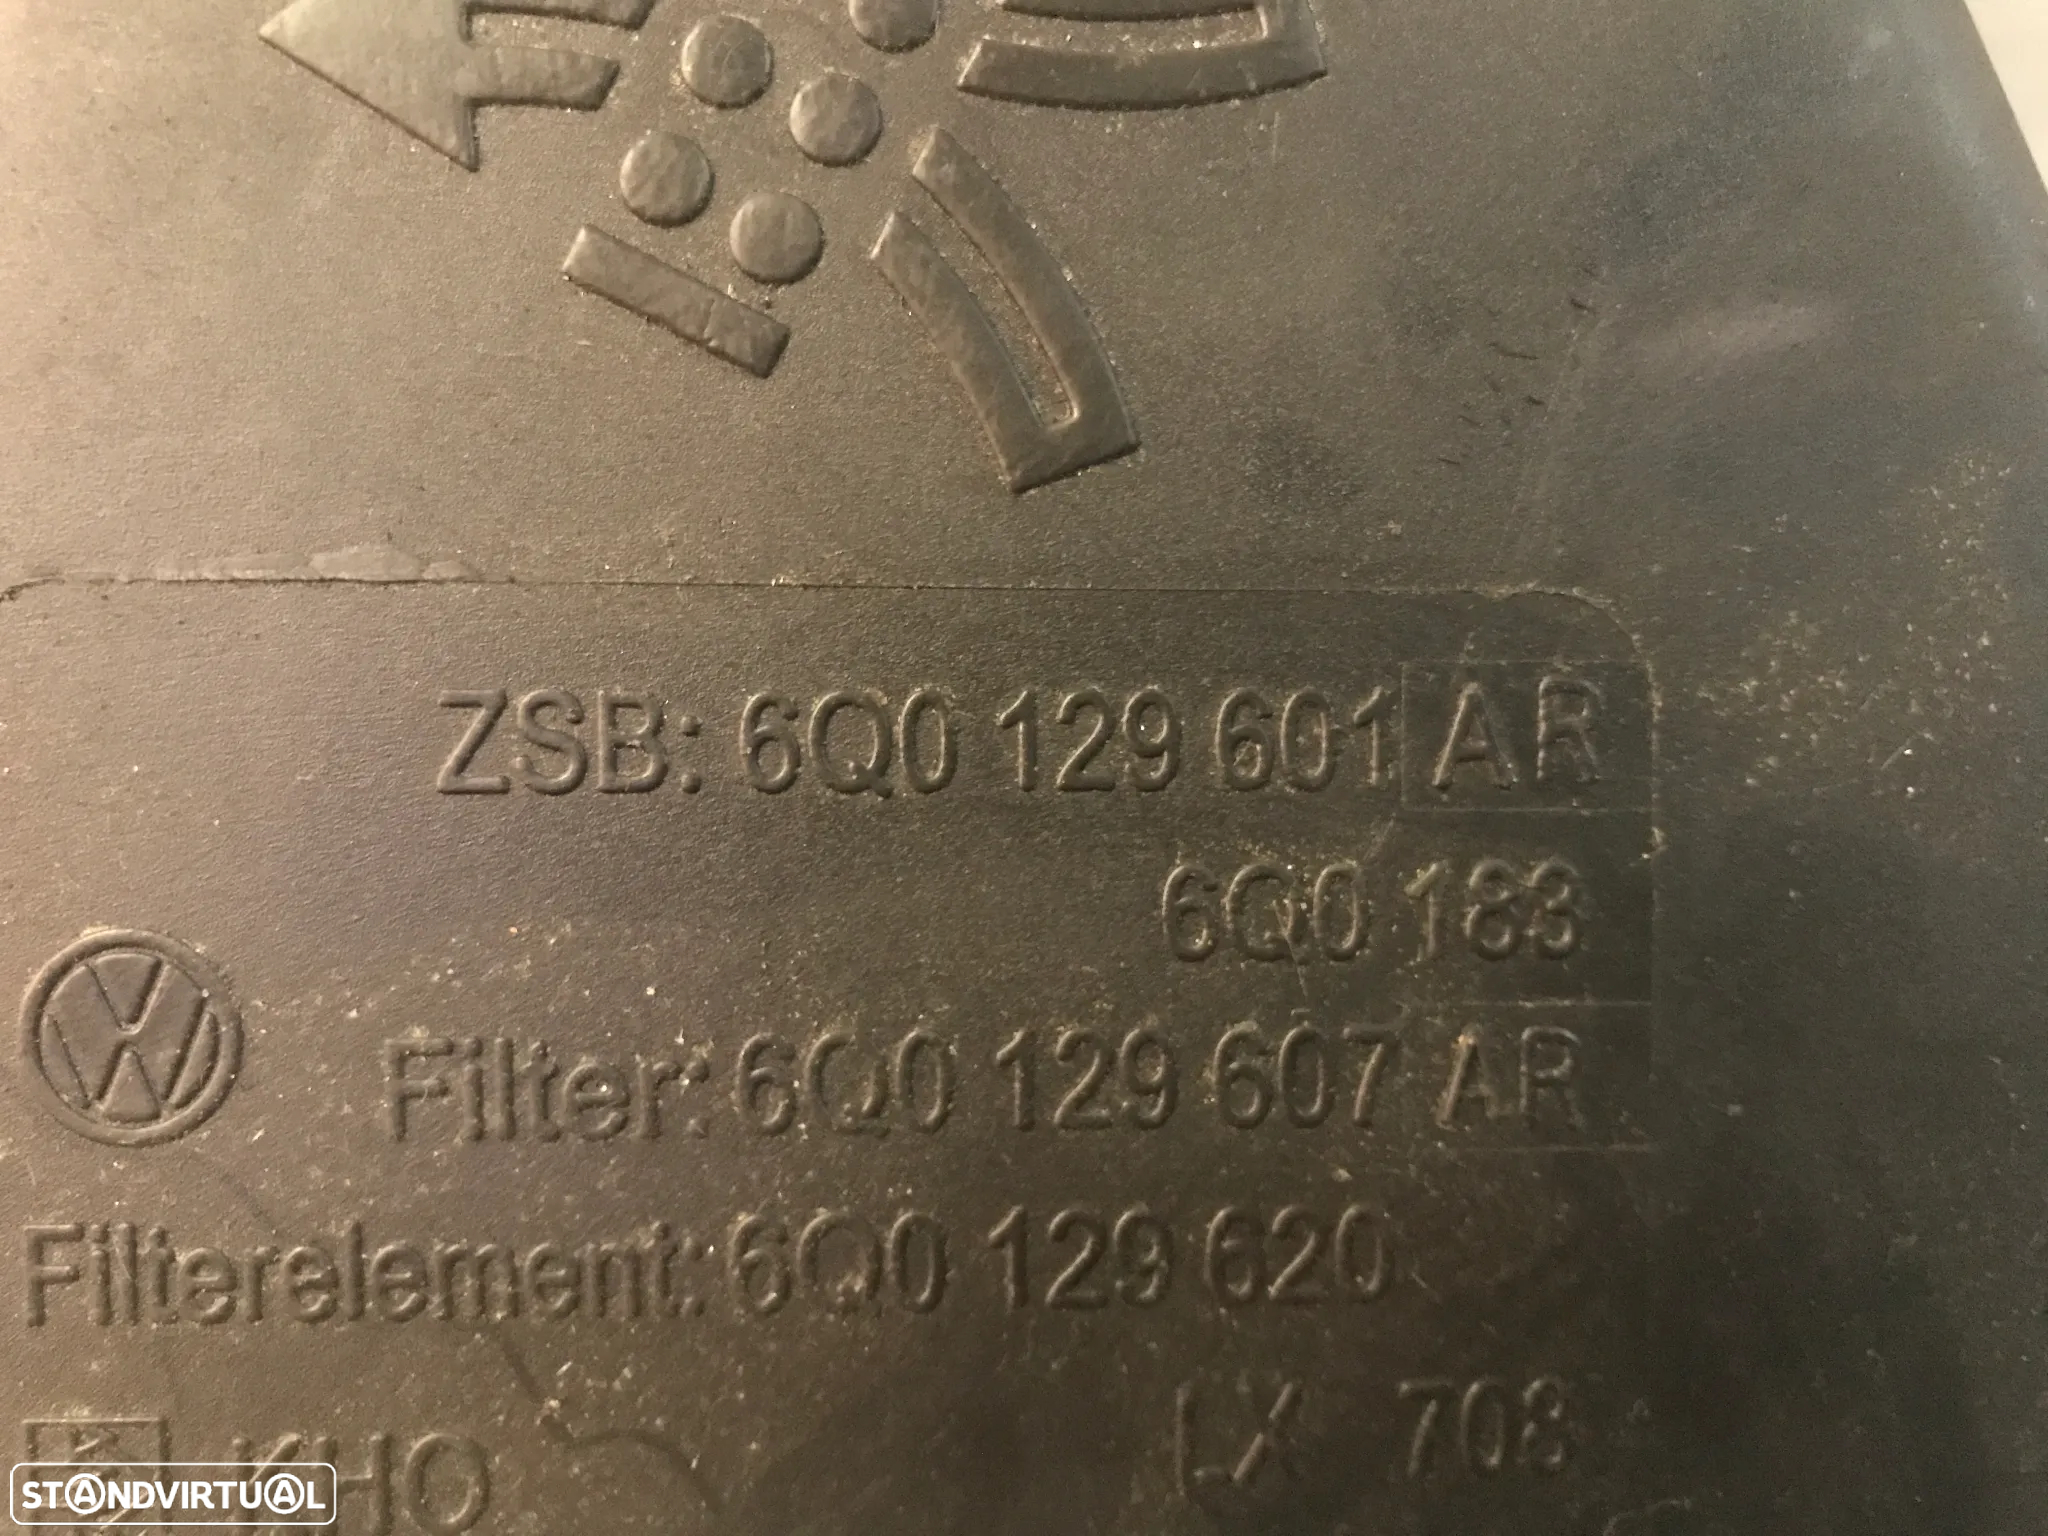 ZSB: 6Q0 129 601 AR
6Q0 183
Filter: 6Q0 129 607 AR
Filterelement: 6Q0 129 620
LX 708
KHO
STANDVIRTUAL